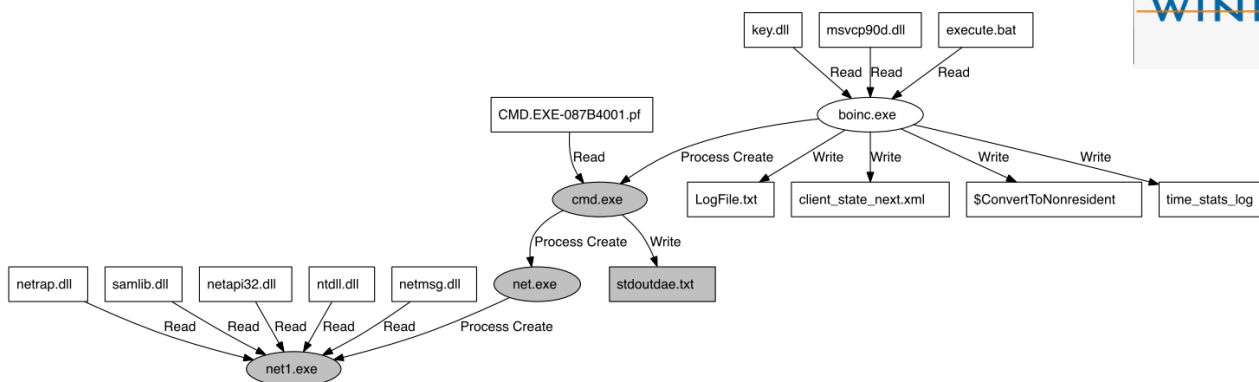 key.dll
msvcp90d.dll
execute.bat
Read
Read
Read
CMD.EXE-087B4001.pf
boinc.exe
Read
Process Create
Write
Write
Write
Write
cmd.exe
LogFile.txt
client_state_next.xml
$ConvertToNonresident
time_stats_log
Process Create
Write
netrap.dll
samlib.dll
netapi32.dll
ntdll.dll
netmsg.dll
net.exe
stdoutdae.txt
Read
Read
Read
Read
Read
Process Create
net1.exe